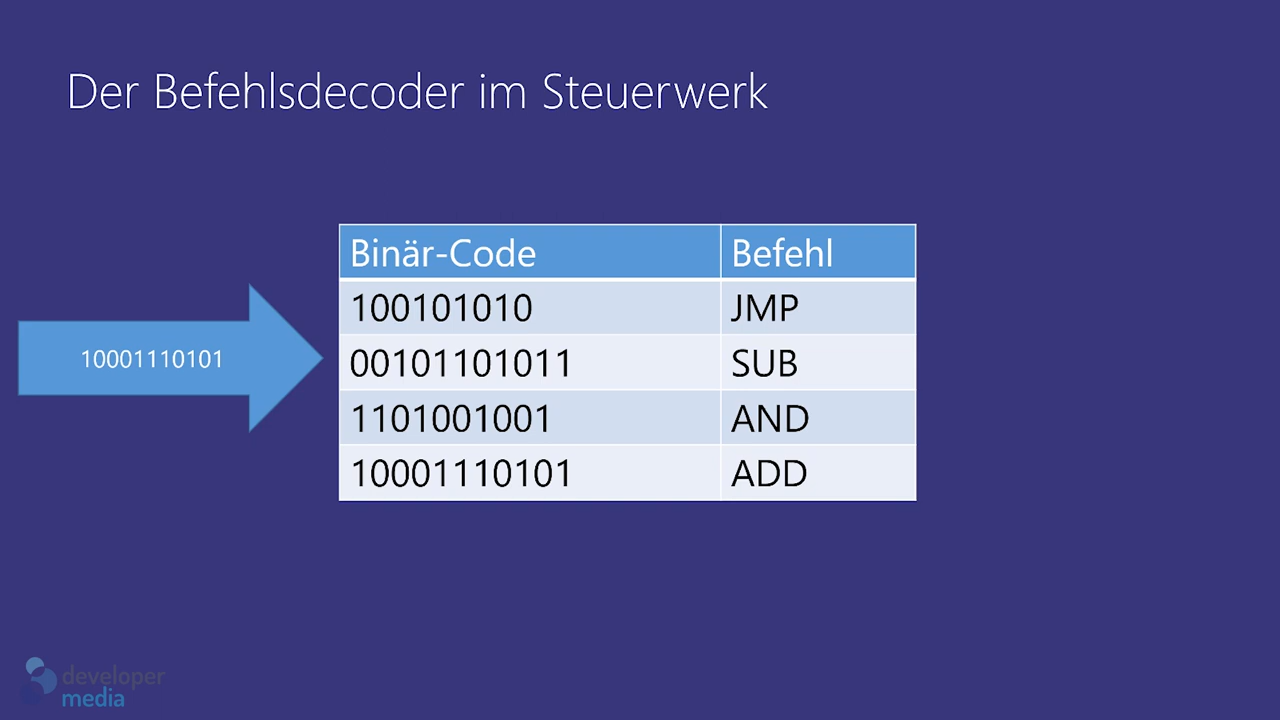 Der Befehlsdecoder im Steuerwerk
Binär-Code Befehl
100101010 JMP
10001110101
00101101011 SUB
1101001001 AND
10001110101 ADD
developer
media